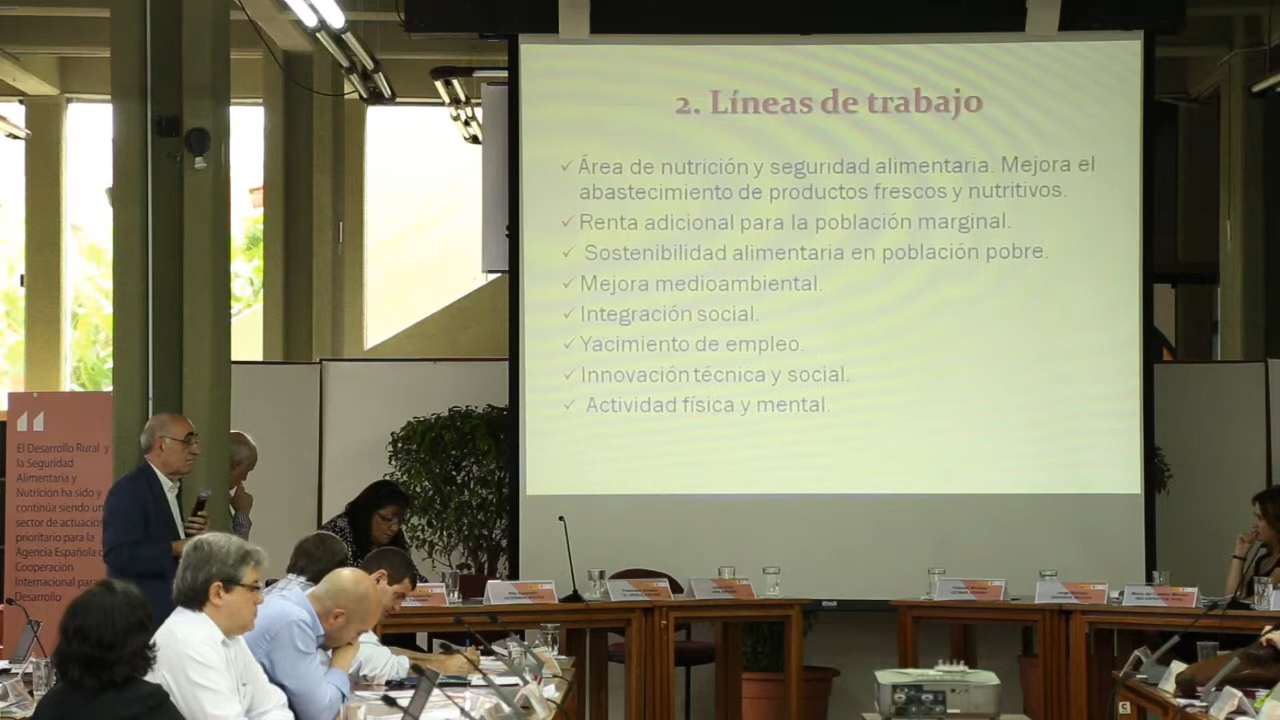 2. Líneas de trabajo
Área de nutrición y seguridad alimentaria. Mejora el
abastecimiento de productos frescos y nutritivos.
Renta adicional para la población marginal.
Sostenibilidad alimentaria en población pobre.
Mejora medioambiental.
Integración social.
Yacimiento de empleo.
Innovación técnica y social.
Actividad física y mental.
El Desarrollo Rural y
la Seguridad
Alimentaria y
Nutrición ha sido y
continúa siendo un
sector de actuación
prioritario para la
Agencia Española
Cooperación
Internacional para
Desarrollo